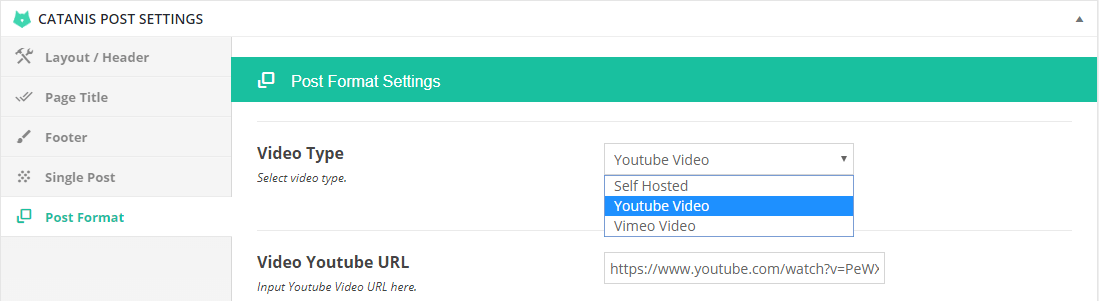 CATANIS POST SETTINGS
Layout / Header
Page Title
Footer
Single Post
Post Format
Post Format Settings
Video Type
Select video type.
Youtube Video
Self Hosted
Youtube Video
Vimeo Video
Video Youtube URL
Input Youtube Video URL here.
https://www.youtube.com/watch?v=PeWX